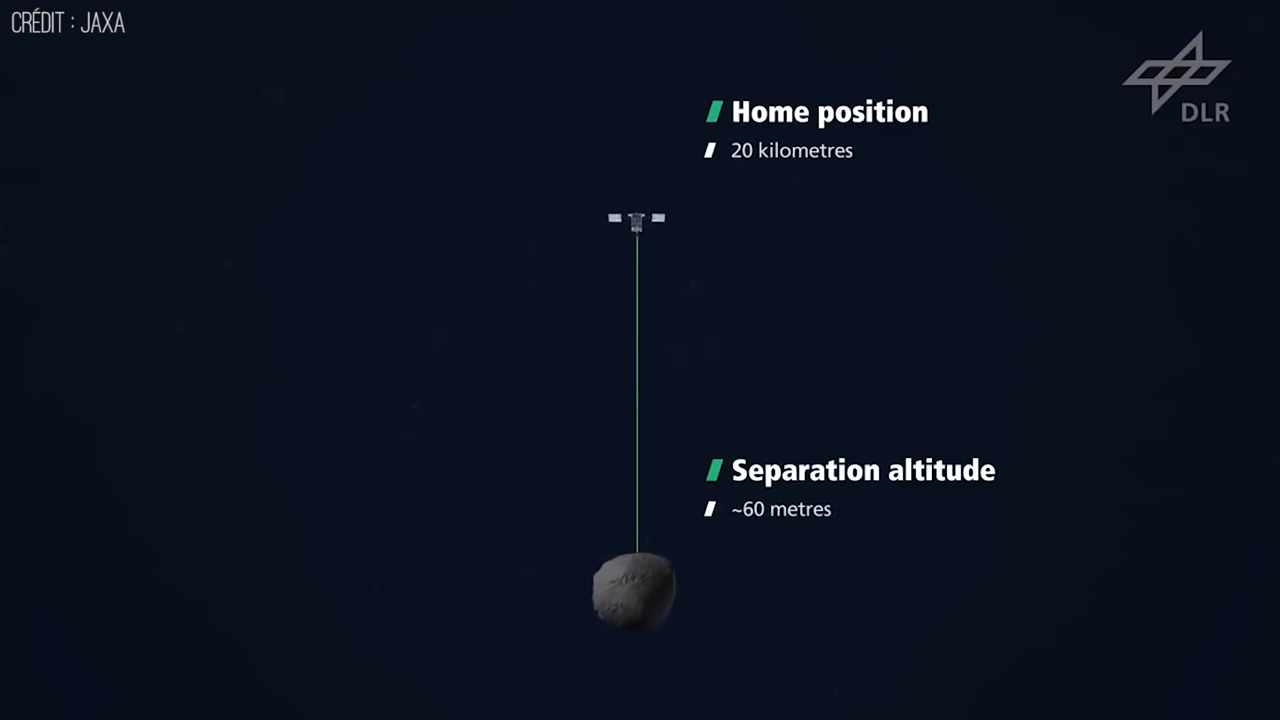 CRÉDIT : JAXA
DLR
Home position
20 kilometres
Separation altitude
~60 metres